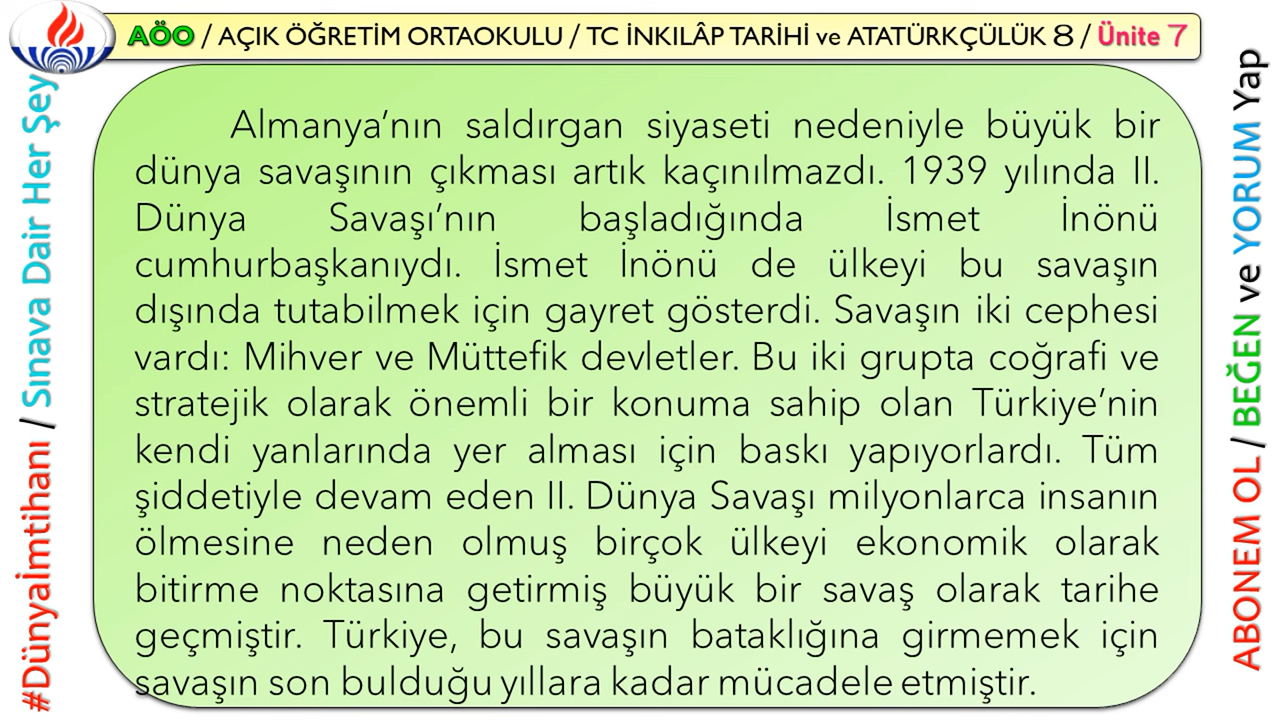 AÖO / AÇIK ÖĞRETİM ORTAOKULU / TC İNKILÂP TARİHİ ve ATATÜRKÇÜLÜK 8 / Ünite 7
#Dünyaİmtihanı / Sınava Dair Her Şey
Almanya’nın saldırgan siyaseti nedeniyle büyük bir
dünya savaşının çıkması artık kaçınılmazdı. 1939 yılında II.
Dünya Savaşı’nın başladığında İsmet İnönü
cumhurbaşkanıydı. İsmet İnönü de ülkeyi bu savaşın
dışında tutabilmek için gayret gösterdi. Savaşın iki cephesi
vardı: Mihver ve Müttefik devletler. Bu iki grupta coğrafi ve
stratejik olarak önemli bir konuma sahip olan Türkiye’nin
kendi yanlarında yer alması için baskı yapıyorlardı. Tüm
şiddetiyle devam eden II. Dünya Savaşı milyonlarca insanın
ölmesine neden olmuş birçok ülkeyi ekonomik olarak
bitirme noktasına getirmiş büyük bir savaş olarak tarihe
geçmiştir. Türkiye, bu savaşın bataklığına girmemek için
savaşın son bulduğu yıllara kadar mücadele etmiştir.
ABONEM OL / BEĞEN ve YORUM Yap